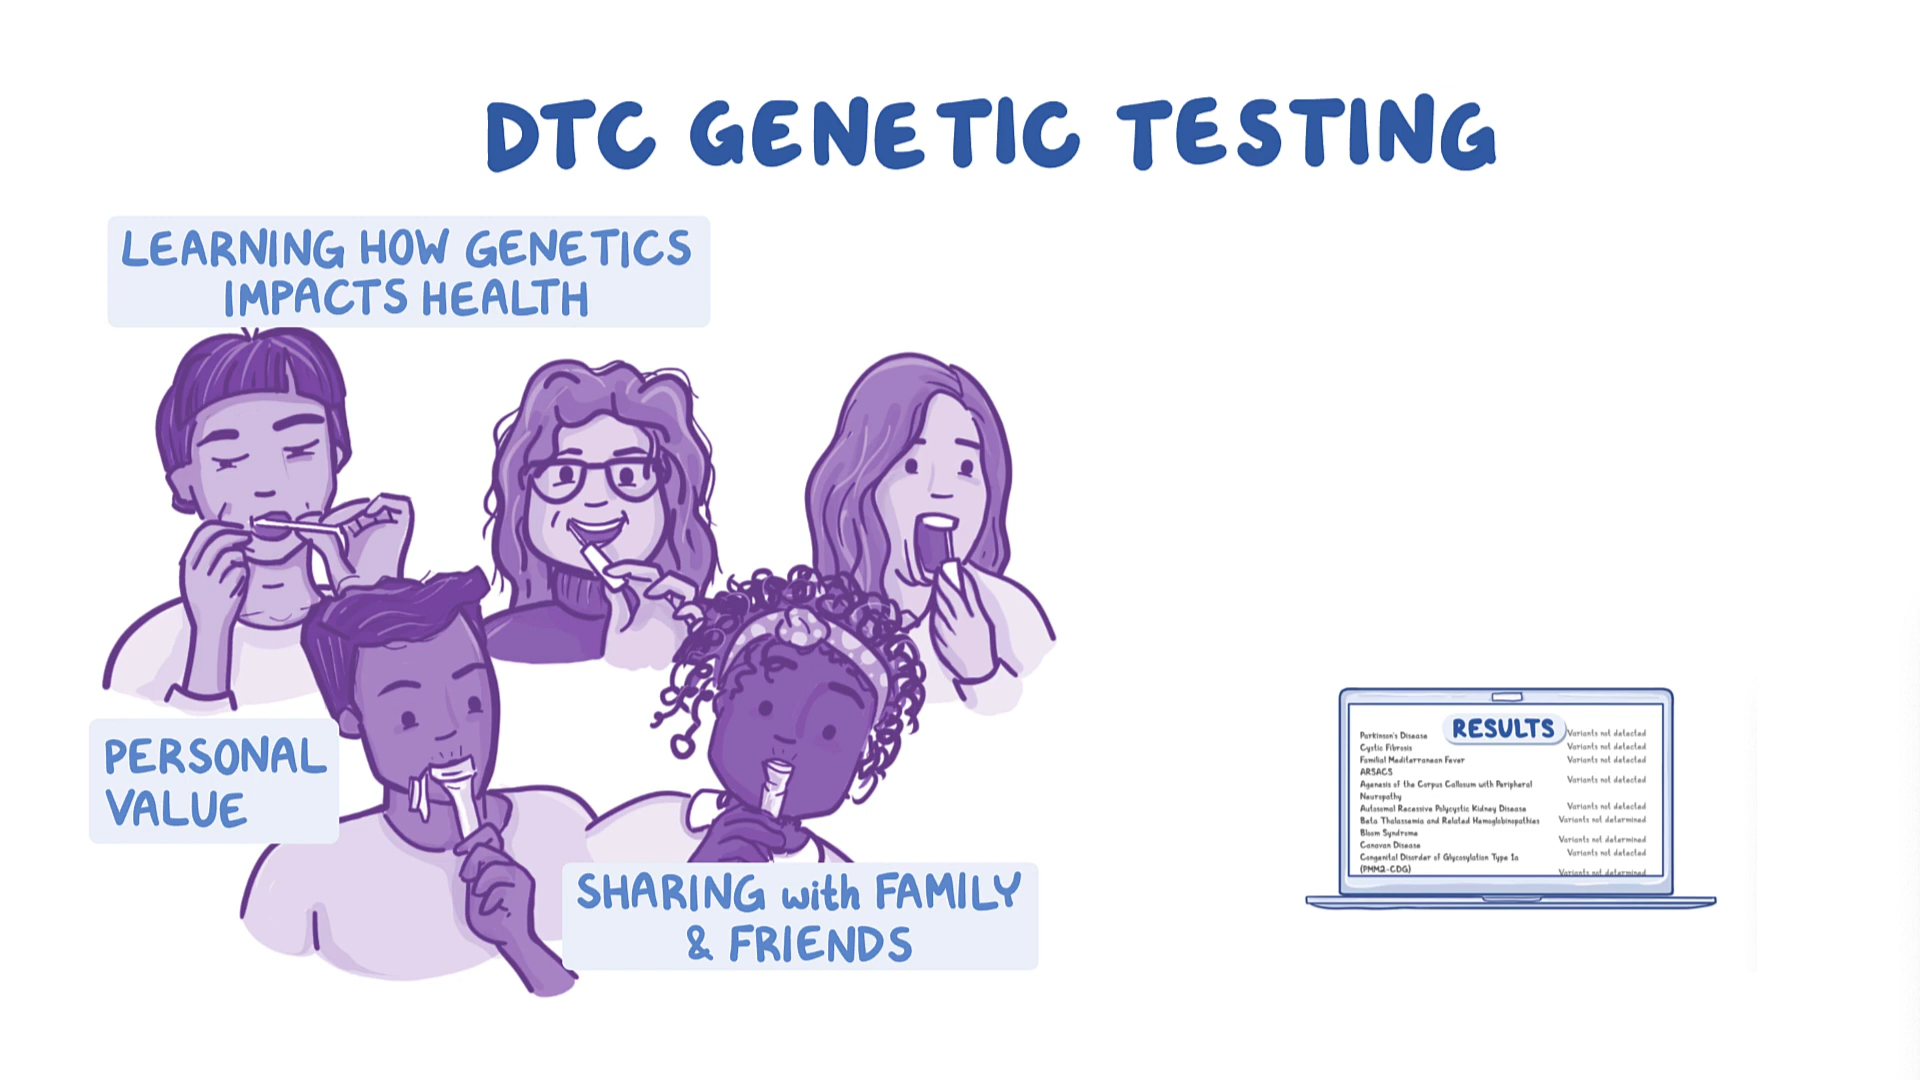 DTC GENETIC TESTING
LEARNING HOW GENETICS
IMPACTS HEALTH
PERSONAL
VALUE
SHARING with FAMILY
& FRIENDS
RESULTS
Parkinson's Disease
Cystic Fibrosis
Familial Mediterranean Fever
ARSACS
Agenesis of the Corpus Callosum with Peripheral
Neuropathy
Autosomal Recessive Polycystic Kidney Disease
Beta Thalassemia and Related Hemoglobinopathies
Bloom Syndrome
Canavan Disease
Congenital Disorder of Glycosylation Type 1a
(PMM2-CDG)
Variants not detected
Variants not detected
Variants not detected
Variants not detected
Variants not detected
Variants not determined
Variants not determined
Variants not detected
Variants not determined